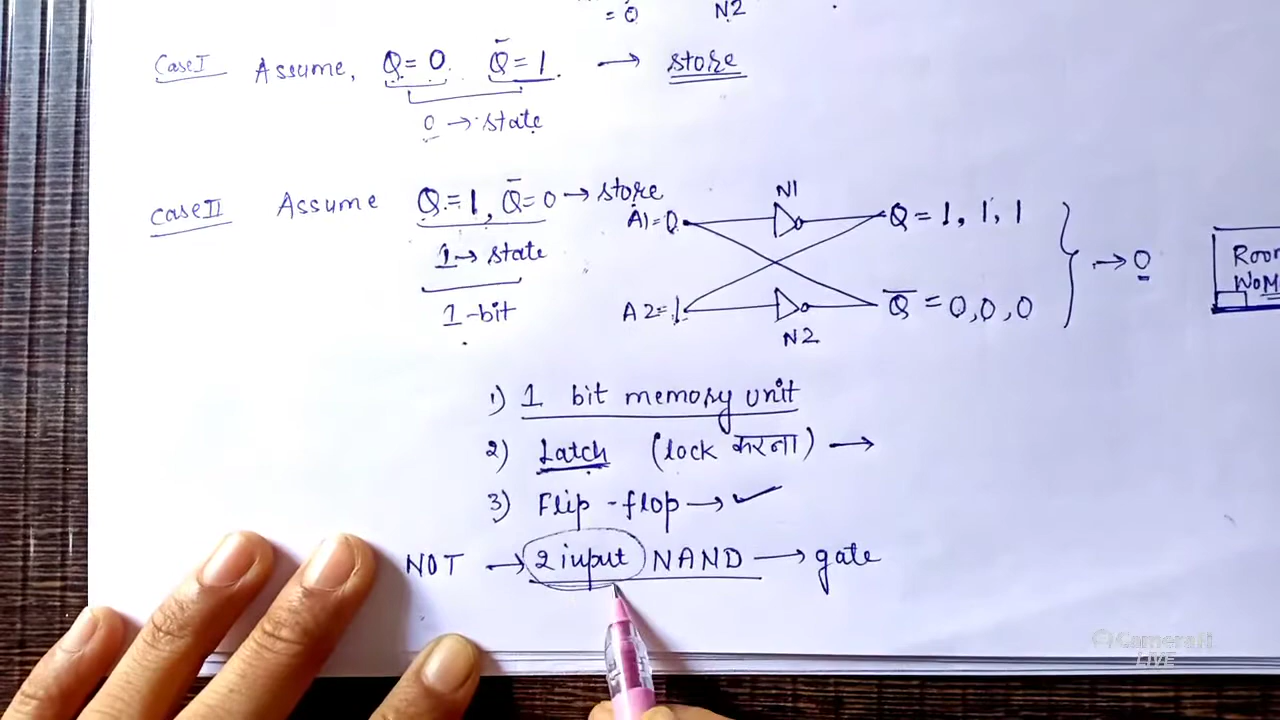 = 0 N2
Case I Assume, Q = 0. Q̄ = 1. → store
0 → state
Case II Assume Q = 1, Q̄ = 0 → store
1 → state
1-bit
N1
A1=0 Q = 1, 1, 1
→ 0
A2=1 Q̄ = 0, 0, 0
N2
1) 1 bit memory unit
2) Latch (lock करना) →
3) Flip-flop → ✓
NOT → 2 input NAND → gate
CameraFi
LIVE